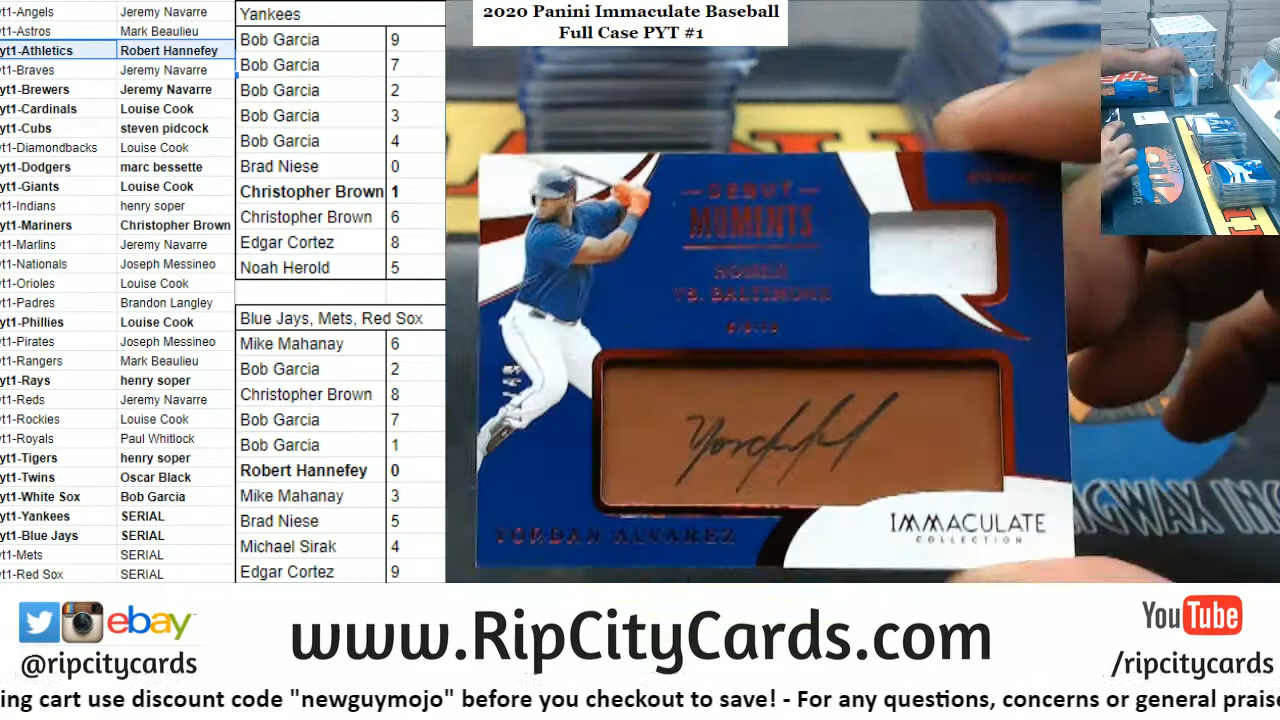 2020 Panini Immaculate Baseball
Full Case PYT #1
yt1-Angels Jeremy Navarre
yt1-Astros Mark Beaulieu
yt1-Athletics Robert Hannefey
yt1-Braves Jeremy Navarre
yt1-Brewers Jeremy Navarre
yt1-Cardinals Louise Cook
yt1-Cubs steven pidcock
yt1-Diamondbacks Louise Cook
yt1-Dodgers marc bessette
yt1-Giants Louise Cook
yt1-Indians henry soper
yt1-Mariners Christopher Brown
yt1-Marlins Jeremy Navarre
yt1-Nationals Joseph Messineo
yt1-Orioles Louise Cook
yt1-Padres Brandon Langley
yt1-Phillies Louise Cook
yt1-Pirates Joseph Messineo
yt1-Rangers Mark Beaulieu
yt1-Rays henry soper
yt1-Reds Jeremy Navarre
yt1-Rockies Louise Cook
yt1-Royals Paul Whitlock
yt1-Tigers henry soper
yt1-Twins Oscar Black
yt1-White Sox Bob Garcia
yt1-Yankees SERIAL
yt1-Blue Jays SERIAL
yt1-Mets SERIAL
yt1-Red Sox SERIAL
Yankees
Bob Garcia 9
Bob Garcia 7
Bob Garcia 2
Bob Garcia 3
Bob Garcia 4
Brad Niese 0
Christopher Brown 1
Christopher Brown 6
Edgar Cortez 8
Noah Herold 5
Blue Jays, Mets, Red Sox
Mike Mahanay 6
Bob Garcia 2
Christopher Brown 8
Bob Garcia 7
Bob Garcia 1
Robert Hannefey 0
Mike Mahanay 3
Brad Niese 5
Michael Sirak 4
Edgar Cortez 9
DEBUT
MOMENTS
HOMER
VS. BALTIMORE
YORDAN ALVAREZ
IMMACULATE
COLLECTION
GWAX INC
ebay
@ripcitycards
www.RipCityCards.com
YouTube
/ripcitycards
ing cart use discount code "newguymojo" before you checkout to save! - For any questions, concerns or general praise